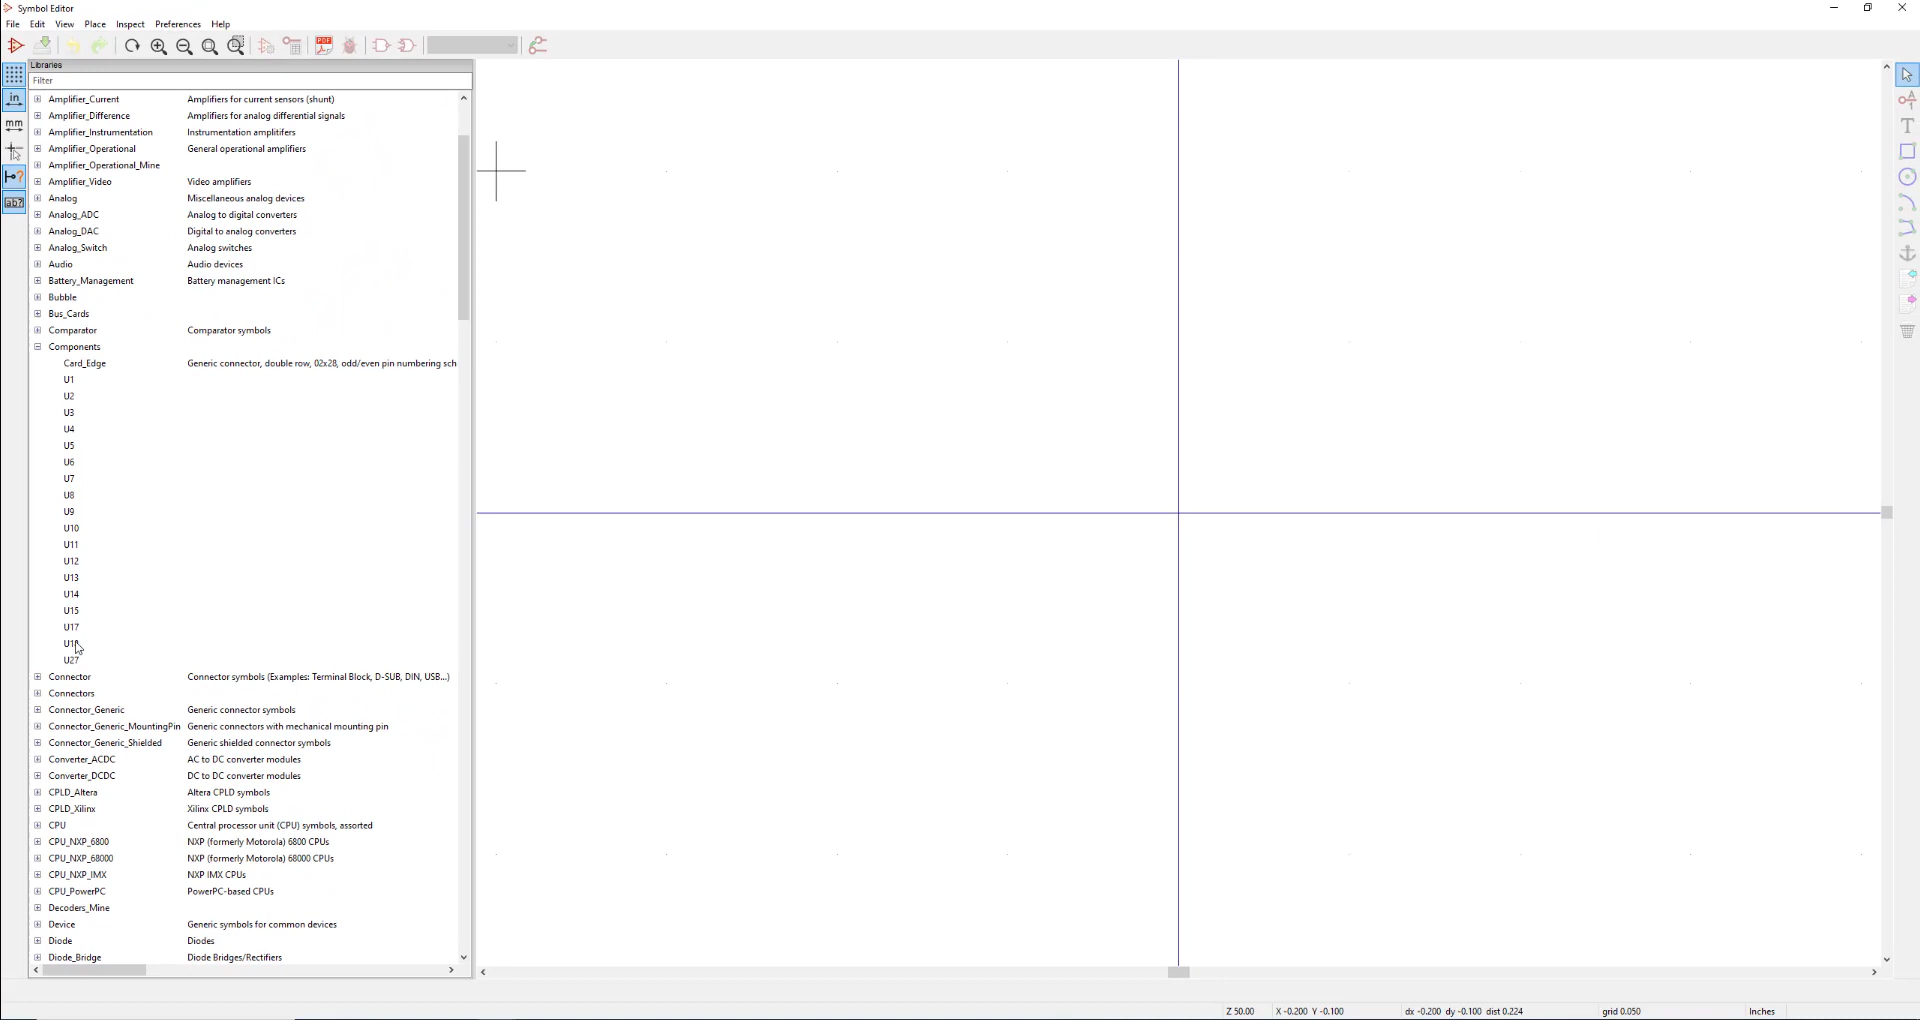 Symbol Editor
File Edit View Place Inspect Preferences Help
PDF
Libraries
in
Filter
mm
ab?
Amplifier_Current Amplifiers for current sensors (shunt)
Amplifier_Difference Amplifiers for analog differential signals
Amplifier_Instrumentation Instrumentation amplitifers
Amplifier_Operational General operational amplifiers
Amplifier_Operational_Mine
Amplifier_Video Video amplifiers
Analog Miscellaneous analog devices
Analog_ADC Analog to digital converters
Analog_DAC Digital to analog converters
Analog_Switch Analog switches
Audio Audio devices
Battery_Management Battery management ICs
Bubble
Bus_Cards
Comparator Comparator symbols
Components
Card_Edge Generic connector, double row, 02x28, odd/even pin numbering sch
U1
U2
U3
U4
U5
U6
U7
U8
U9
U10
U11
U12
U13
U14
U15
U17
U27
Connector Connector symbols (Examples: Terminal Block, D-SUB, DIN, USB...)
Connectors
Connector_Generic Generic connector symbols
Connector_Generic_MountingPin Generic connectors with mechanical mounting pin
Connector_Generic_Shielded Generic shielded connector symbols
Converter_ACDC AC to DC converter modules
Converter_DCDC DC to DC converter modules
CPLD_Altera Altera CPLD symbols
CPLD_Xilinx Xilinx CPLD symbols
CPU Central processor unit (CPU) symbols, assorted
CPU_NXP_6800 NXP (formerly Motorola) 6800 CPUs
CPU_NXP_68000 NXP (formerly Motorola) 68000 CPUs
CPU_NXP_IMX NXP IMX CPUs
CPU_PowerPC PowerPC-based CPUs
Decoders_Mine
Device Generic symbols for common devices
Diode Diodes
Diode_Bridge Diode Bridges/Rectifiers
Z 50.00 X -0.200 Y -0.100 dx -0.200 dy -0.100 dist 0.224 grid 0.050 Inches